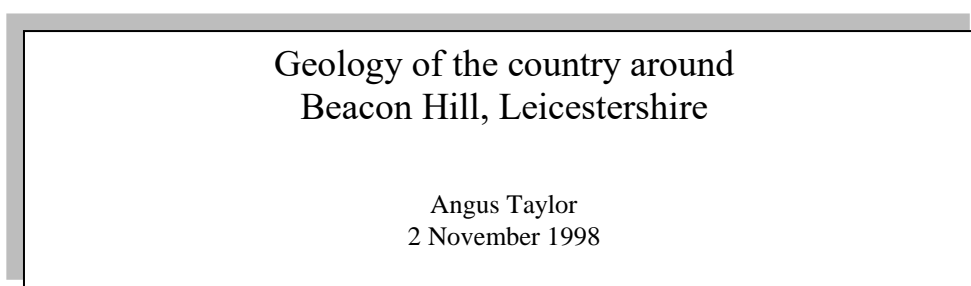 Geology of the country around
Beacon Hill, Leicestershire
Angus Taylor
2 November 1998